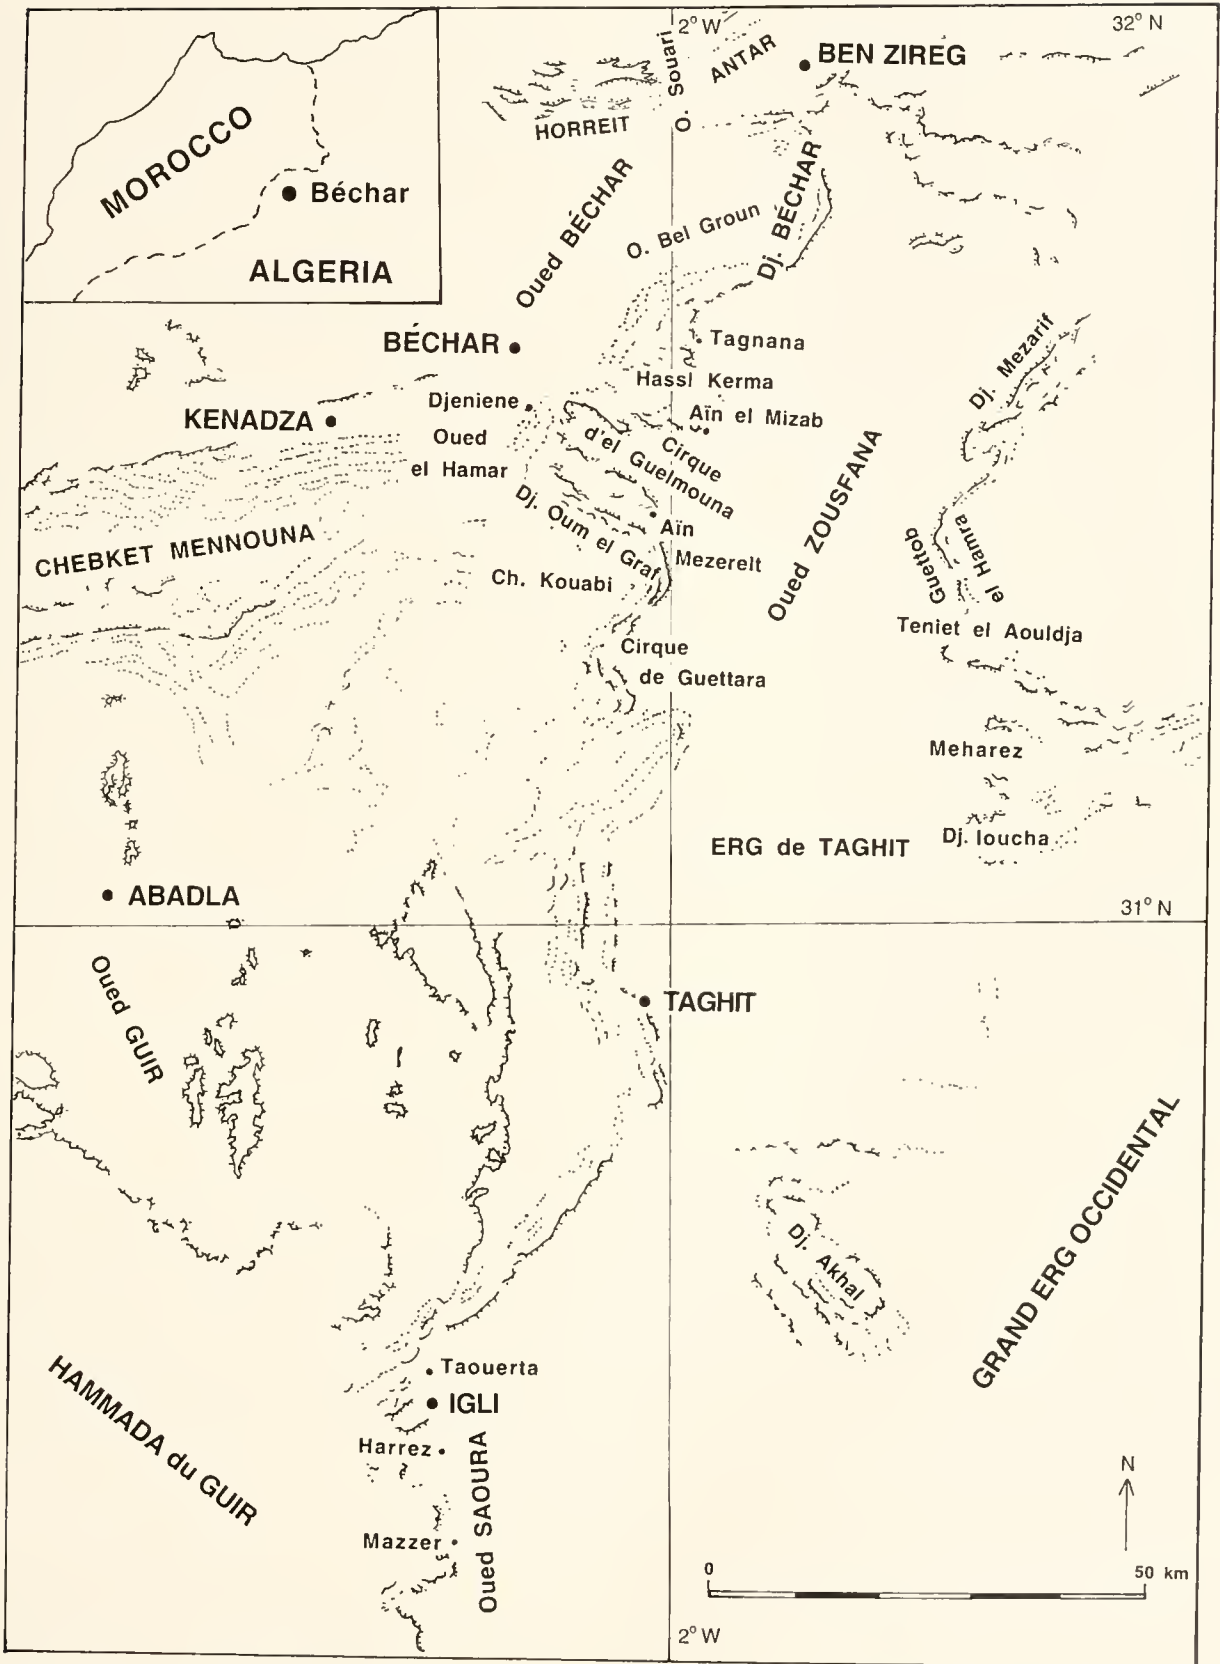 2° W
32° N
MOROCCO
Béchar
ALGERIA
O. Souari
ANTAR
BEN ZIREG
HORREIT
Oued BÉCHAR
O. Bel Groun
Dj. BÉCHAR
BÉCHAR
Tagnana
Dj. Mezarif
Hassl Kerma
Djeniene
Aïn el Mizab
KENADZA
Oued
el Hamar
Cirque
d'el Guelmouna
Oued ZOUSFANA
Dj. Oum el Graf
Aïn
Mezerelt
CHEBKET MENNOUNA
Ch. Kouabi
Guettob
el Hamra
Teniet el Aouldja
Cirque
de Guettara
Meharez
ERG de TAGHIT
Dj. Ioucha
ABADLA
31° N
Oued GUIR
TAGHIT
GRAND ERG OCCIDENTAL
Dj. Akhal
HAMMADA du GUIR
Taouerta
IGLI
Harrez
Oued SAOURA
Mazzer
N
0
50 km
2° W